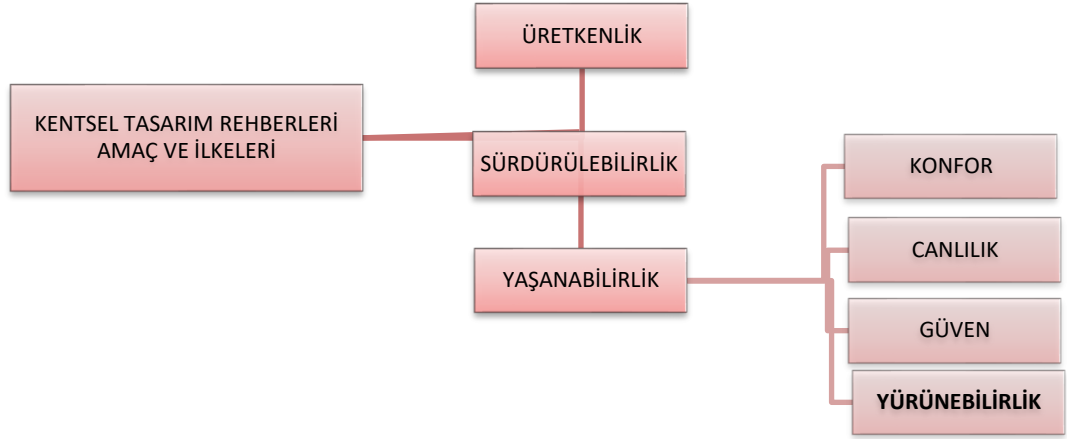 KENTSEL TASARIM REHBERLERİ
AMAÇ VE İLKELERİ
ÜRETKENLİK
SÜRDÜRÜLEBİLİRLİK
YAŞANABİLİRLİK
KONFOR
CANLILIK
GÜVEN
YÜRÜNEBİLİRLİK